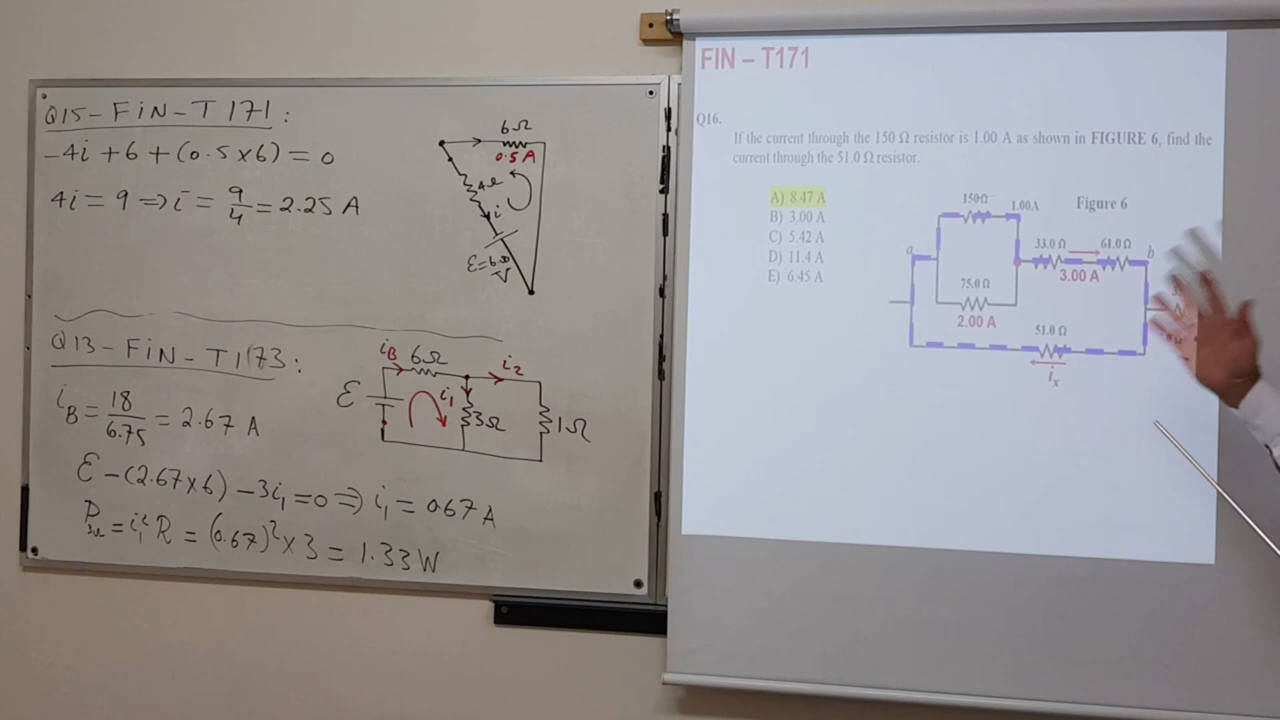 Q15-FiN-T171:
-4i + 6 + (0.5 × 6) = 0
4i = 9 ⇒ i = 9/4 = 2.25 A
6Ω
0.5 A
4Ω
i
ε=6.0
V
Q13-FiN-T173:
i_B = 18/6.75 = 2.67 A
ε - (2.67×6) - 3i₁ = 0 ⇒ i₁ = 0.67 A
P_3Ω = i₁² R = (0.67)² × 3 = 1.33 W
i_B 6Ω
i₂
ε
i₁
3Ω
1Ω
FIN – T171
Q16.
If the current through the 150 Ω resistor is 1.00 A as shown in FIGURE 6, find the
current through the 51.0 Ω resistor.
A) 8.47 A
B) 3.00 A
C) 5.42 A
D) 11.4 A
E) 6.45 A
Figure 6
150Ω
1.00A
a
33.0 Ω
61.0 Ω
b
3.00 A
75.0 Ω
2.00 A
51.0 Ω
i_x